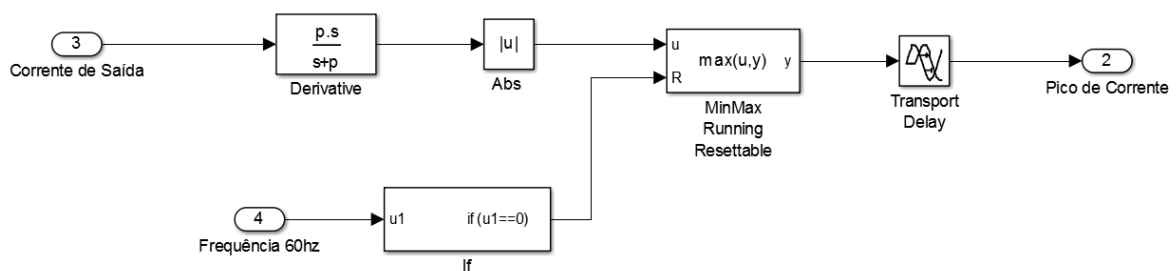 3
Corrente de Saída
p.s
s+p
Derivative
|u|
Abs
u
R
max(u,y)
y
MinMax
Running
Resettable
Transport
Delay
2
Pico de Corrente
4
Frequência 60hz
u1
if(u1==0)
If